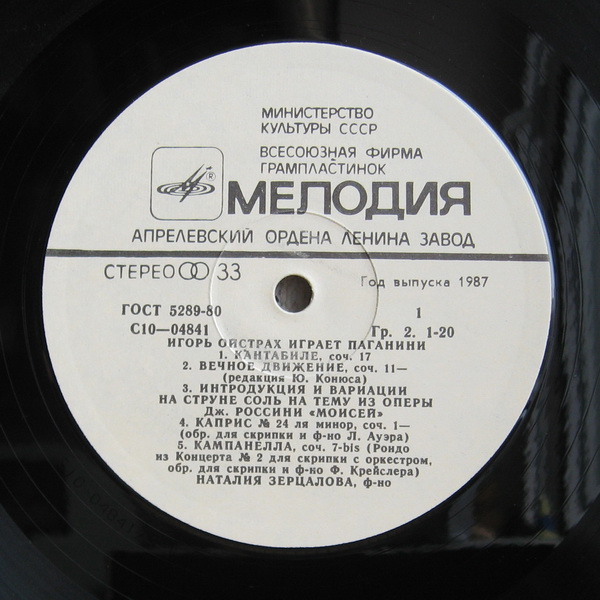 МИНИСТЕРСТВО
КУЛЬТУРЫ СССР
ВСЕСОЮЗНАЯ ФИРМА
ГРАМПЛАСТИНОК
® МЕЛОДИЯ
АПРЕЛЕВСКИЙ ОРДЕНА ЛЕНИНА ЗАВОД
СТЕРЕО 33
Год выпуска 1987
ГОСТ 5289-80 1
С10—04841 Гр. 2. 1-20
ИГОРЬ ОЙСТРАХ ИГРАЕТ ПАГАНИНИ
1. КАНТАБИЛЕ, соч. 17
2. ВЕЧНОЕ ДВИЖЕНИЕ, соч. 11—
(редакция Ю. Конюса)
3. ИНТРОДУКЦИЯ И ВАРИАЦИИ
НА СТРУНЕ СОЛЬ НА ТЕМУ ИЗ ОПЕРЫ
Дж. РОССИНИ «МОИСЕЙ»
4. КАПРИС № 24 ля минор, соч. 1—
(обр. для скрипки и ф-но Л. Ауэра)
5. КАМПАНЕЛЛА, соч. 7-bis (Рондо
из Концерта № 2 для скрипки с оркестром,
обр. для скрипки и ф-но Ф. Крейслера)
НАТАЛИЯ ЗЕРЦАЛОВА, ф-но